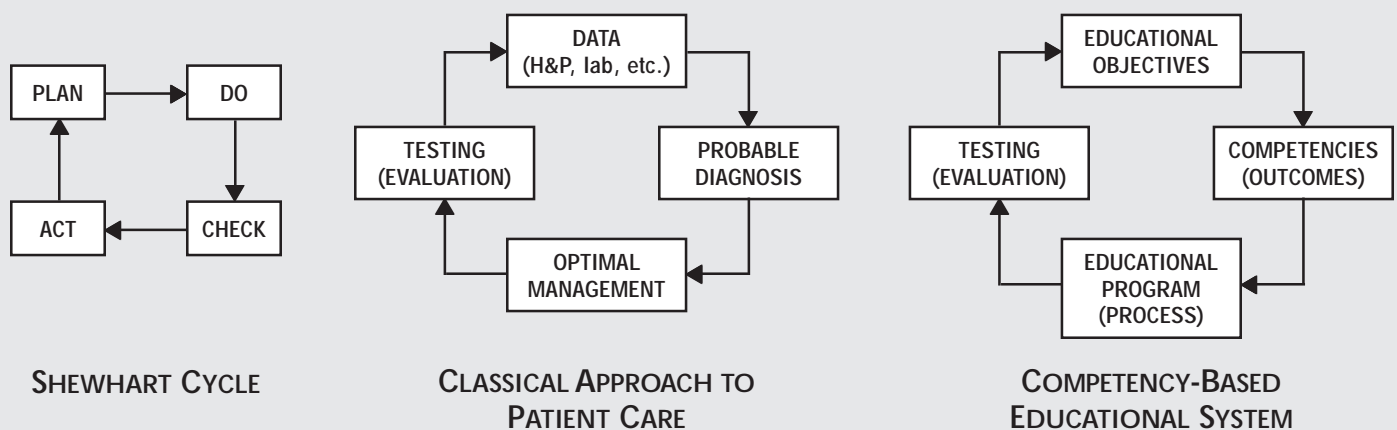 PLAN
DO
ACT
CHECK
SHEWHART CYCLE
DATA
(H&P, lab, etc.)
TESTING
(EVALUATION)
PROBABLE
DIAGNOSIS
OPTIMAL
MANAGEMENT
CLASSICAL APPROACH TO
PATIENT CARE
EDUCATIONAL
OBJECTIVES
TESTING
(EVALUATION)
COMPETENCIES
(OUTCOMES)
EDUCATIONAL
PROGRAM
(PROCESS)
COMPETENCY-BASED
EDUCATIONAL SYSTEM